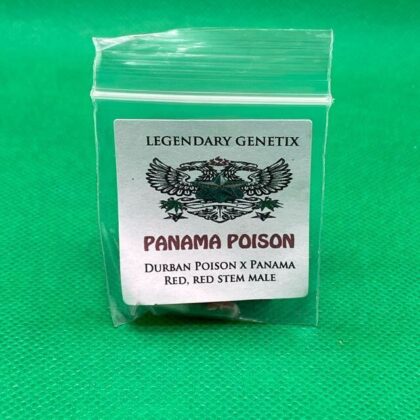 LEGENDARY GENETIX
PANAMA POISON
DURBAN POISON X PANAMA
RED, RED STEM MALE